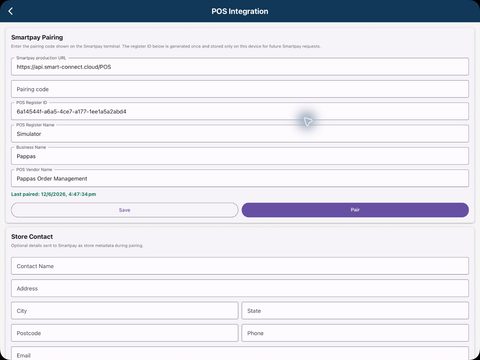 POS Integration
Smartpay Pairing
Enter the pairing code shown on the Smartpay terminal. The register ID below is generated once and stored only on this device for future Smartpay requests.
Smartpay production URL
https://api.smart-connect.cloud/POS
Pairing code
POS Register ID
6a14544f-a6a5-4ce7-a177-1ee1a5a2abd4
POS Register Name
Simulator
Business Name
Pappas
POS Vendor Name
Pappas Order Management
Last paired: 12/6/2026, 4:47:34 pm
Save
Pair
Store Contact
Optional details sent to Smartpay as store metadata during pairing.
Contact Name
Address
City
State
Postcode
Phone
Email